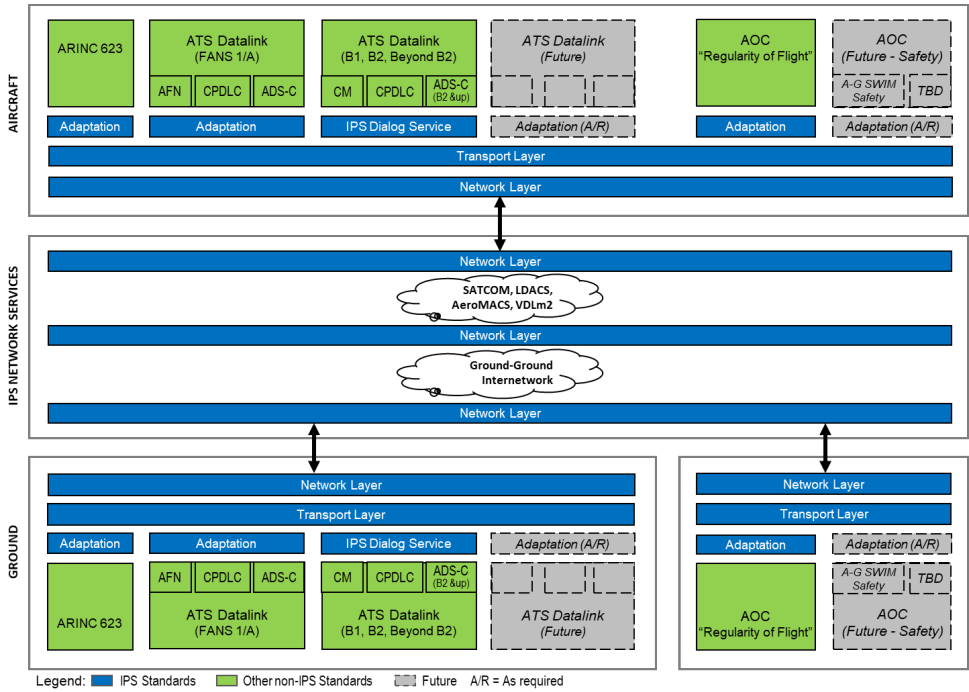 AIRCRAFT
ARINC 623
ATS Datalink
(FANS 1/A)
AFN
CPDLC
ADS-C
ATS Datalink
(B1, B2, Beyond B2)
CM
CPDLC
ADS-C
(B2 &up)
ATS Datalink
(Future)
AOC
“Regularity of Flight”
AOC
(Future - Safety)
A-G SWIM
Safety
TBD
Adaptation
Adaptation
IPS Dialog Service
Adaptation (A/R)
Adaptation
Adaptation (A/R)
Transport Layer
Network Layer
IPS NETWORK SERVICES
Network Layer
SATCOM, LDACS,
AeroMACS, VDLm2
Network Layer
Ground-Ground
Internetwork
Network Layer
GROUND
Network Layer
Transport Layer
Adaptation
Adaptation
IPS Dialog Service
Adaptation (A/R)
ARINC 623
AFN
CPDLC
ADS-C
ATS Datalink
(FANS 1/A)
CM
CPDLC
ADS-C
(B2 &up)
ATS Datalink
(B1, B2, Beyond B2)
ATS Datalink
(Future)
Network Layer
Transport Layer
Adaptation
Adaptation (A/R)
AOC
“Regularity of Flight”
A-G SWIM
Safety
TBD
AOC
(Future - Safety)
Legend: IPS Standards Other non-IPS Standards Future A/R = As required